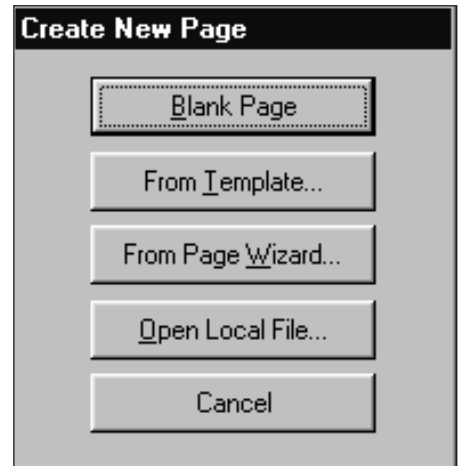 Create New Page
Blank Page
From Template...
From Page Wizard...
Open Local File...
Cancel